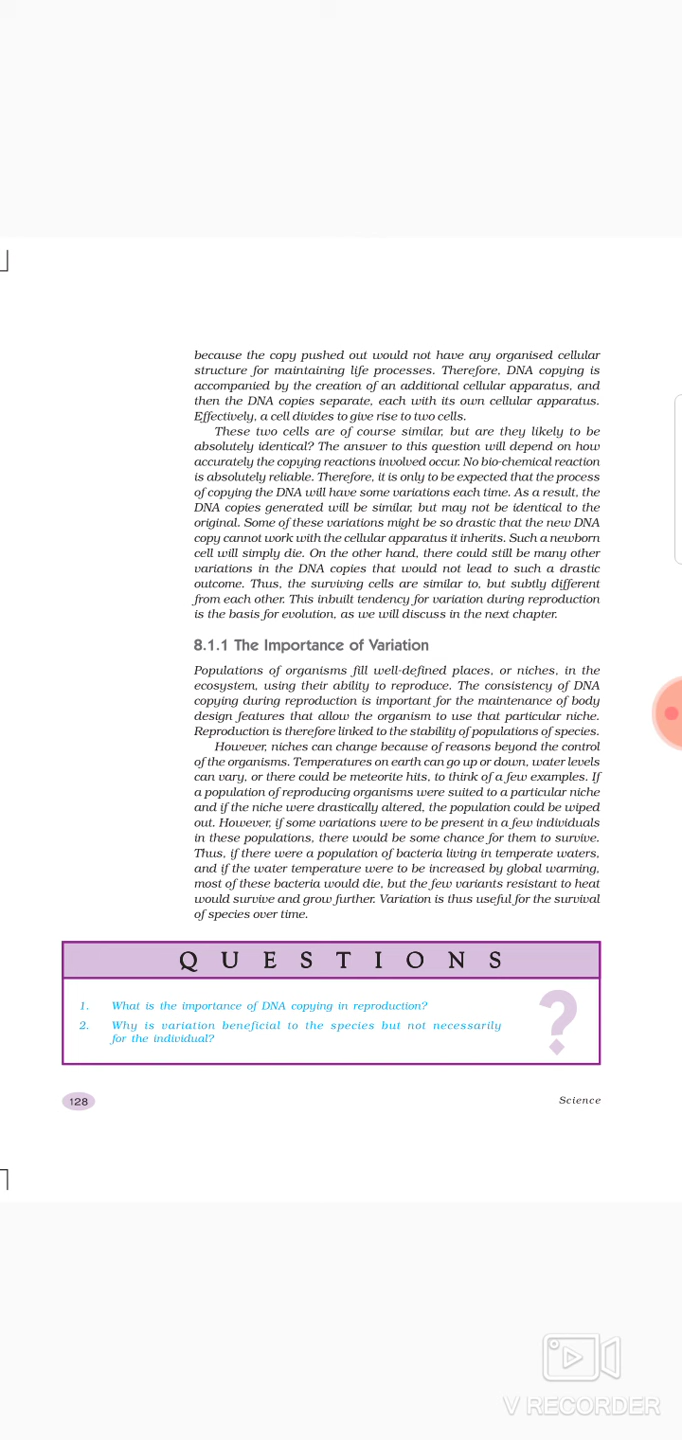 because the copy pushed out would not have any organised cellular
structure for maintaining life processes. Therefore, DNA copying is
accompanied by the creation of an additional cellular apparatus, and
then the DNA copies separate, each with its own cellular apparatus.
Effectively, a cell divides to give rise to two cells.
These two cells are of course similar, but are they likely to be
absolutely identical? The answer to this question will depend on how
accurately the copying reactions involved occur. No bio-chemical reaction
is absolutely reliable. Therefore, it is only to be expected that the process
of copying the DNA will have some variations each time. As a result, the
DNA copies generated will be similar, but may not be identical to the
original. Some of these variations might be so drastic that the new DNA
copy cannot work with the cellular apparatus it inherits. Such a newborn
cell will simply die. On the other hand, there could still be many other
variations in the DNA copies that would not lead to such a drastic
outcome. Thus, the surviving cells are similar to, but subtly different
from each other. This inbuilt tendency for variation during reproduction
is the basis for evolution, as we will discuss in the next chapter.
8.1.1 The Importance of Variation
Populations of organisms fill well-defined places, or niches, in the
ecosystem, using their ability to reproduce. The consistency of DNA
copying during reproduction is important for the maintenance of body
design features that allow the organism to use that particular niche.
Reproduction is therefore linked to the stability of populations of species.
However, niches can change because of reasons beyond the control
of the organisms. Temperatures on earth can go up or down, water levels
can vary, or there could be meteorite hits, to think of a few examples. If
a population of reproducing organisms were suited to a particular niche
and if the niche were drastically altered, the population could be wiped
out. However, if some variations were to be present in a few individuals
in these populations, there would be some chance for them to survive.
Thus, if there were a population of bacteria living in temperate waters,
and if the water temperature were to be increased by global warming,
most of these bacteria would die, but the few variants resistant to heat
would survive and grow further. Variation is thus useful for the survival
of species over time.
QUESTIONS
1. What is the importance of DNA copying in reproduction?
2. Why is variation beneficial to the species but not necessarily
for the individual?
?
128
Science
V RECORDER